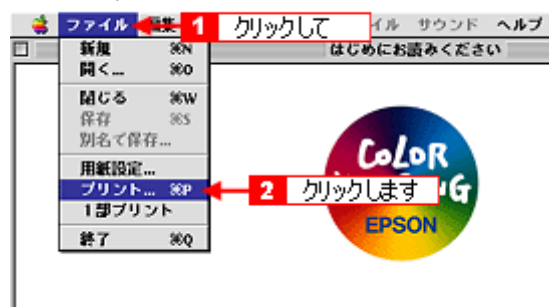 ファイル 編集 1 クリックして イル サウンド ヘルプ
はじめにお読みください
新規 ⌘N
開く... ⌘O
閉じる ⌘W
保存 ⌘S
別名で保存...
用紙設定...
プリント... ⌘P 2 クリックします
1部プリント
終了 ⌘Q
COLOR
G
EPSON